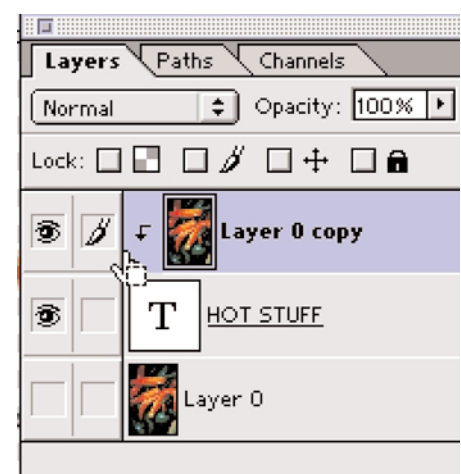 Layers Paths Channels
Normal Opacity: 100%
Lock:
Layer 0 copy
T HOT STUFF
Layer 0